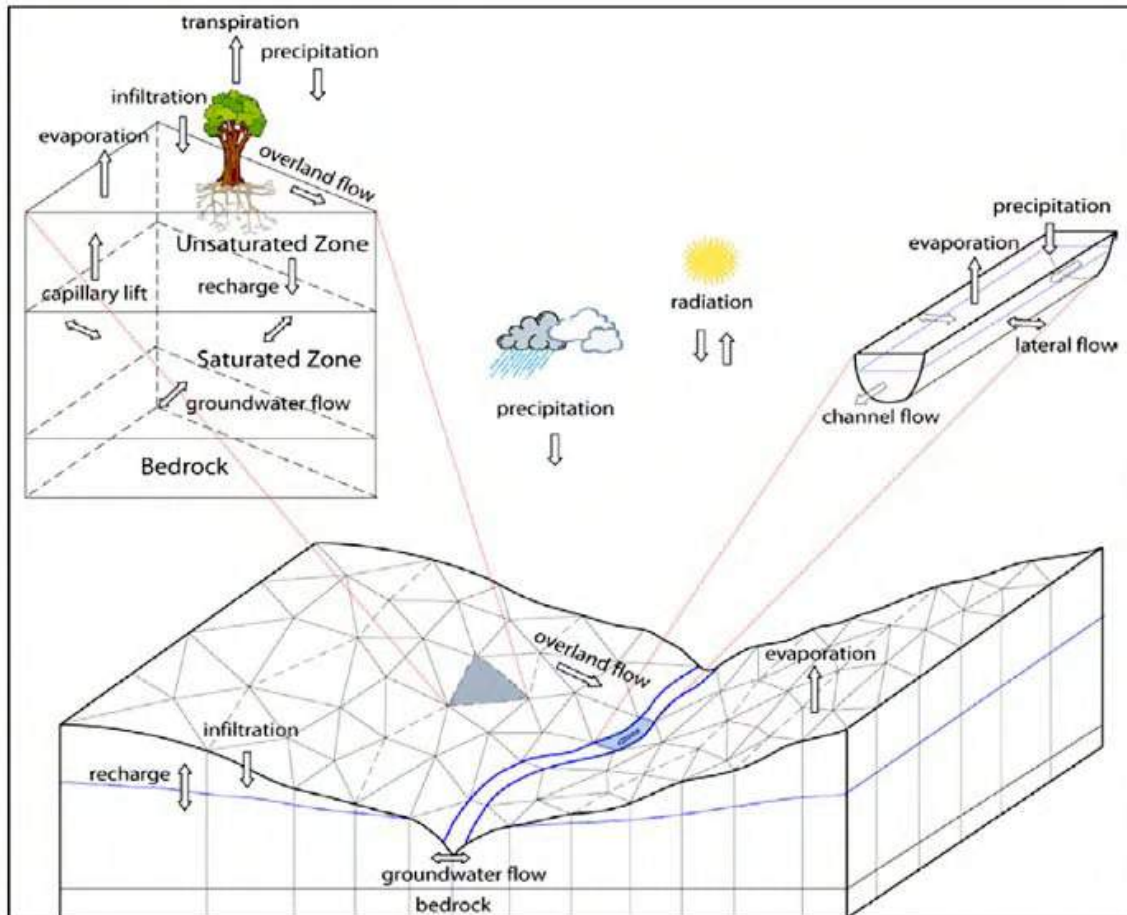 transpiration
precipitation
infiltration
evaporation
overland flow
Unsaturated Zone
recharge
capillary lift
Saturated Zone
groundwater flow
Bedrock
precipitation
radiation
precipitation
evaporation
lateral flow
channel flow
overland flow
evaporation
infiltration
recharge
groundwater flow
bedrock